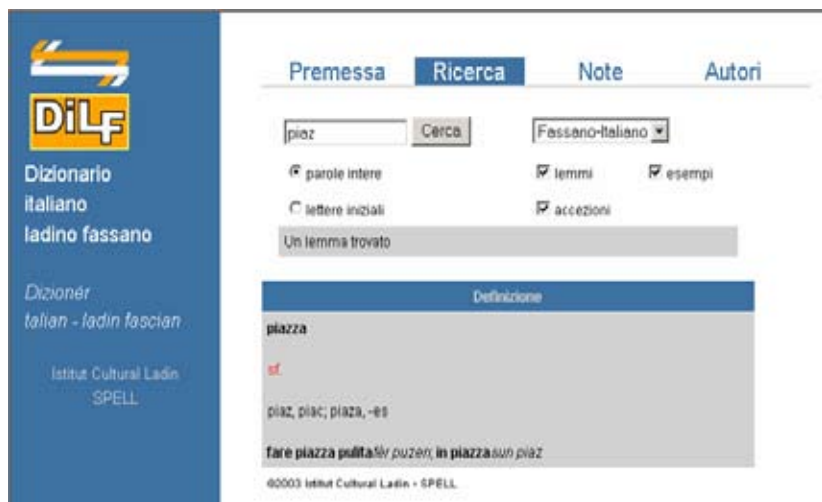 Premessa Ricerca Note Autori
DiLF
piaz Cerca Fassano-Italiano
parole intere lemmi esempi
lettere iniziali accezioni
Un lemma trovato
Dizionario
italiano
ladino fassano
Dizionér
talian - ladin fascian
Istitut Cultural Ladin
SPELL
Definizione
piazza
sf.
piaz, piac; piaza, -es
fare piazza pulita fèr puzen; in piazza sun piaz
©2003 Istitut Cultural Ladin - SPELL